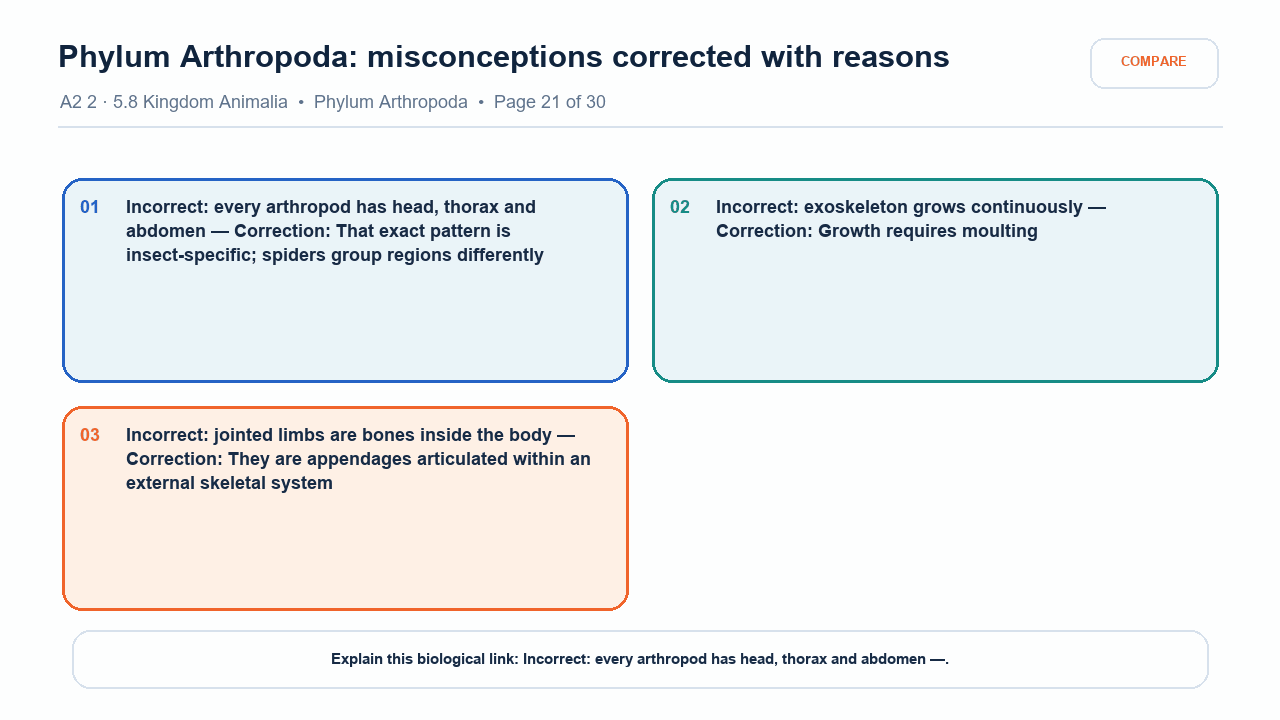 Phylum Arthropoda: misconceptions corrected with reasons
COMPARE
A2 2 · 5.8 Kingdom Animalia • Phylum Arthropoda • Page 21 of 30
01
Incorrect: every arthropod has head, thorax and
abdomen — Correction: That exact pattern is
insect-specific; spiders group regions differently
02
Incorrect: exoskeleton grows continuously —
Correction: Growth requires moulting
03
Incorrect: jointed limbs are bones inside the body —
Correction: They are appendages articulated within an
external skeletal system
Explain this biological link: Incorrect: every arthropod has head, thorax and abdomen —.